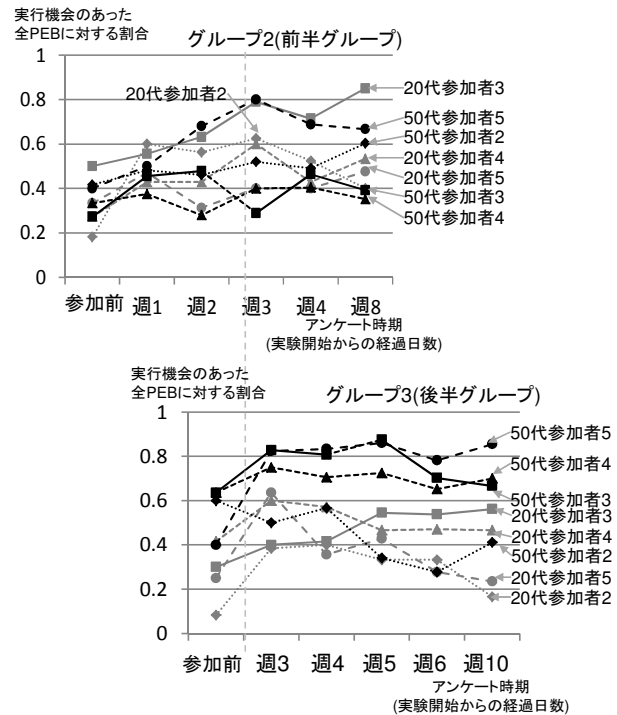 実行機会のあった
全PEBに対する割合
グループ2(前半グループ)
1
0.8
0.6
0.4
0.2
0
20代参加者2
20代参加者3
50代参加者5
50代参加者2
20代参加者4
20代参加者5
50代参加者3
50代参加者4
参加前 週1 週2 週3 週4 週8
アンケート時期
(実験開始からの経過日数)
実行機会のあった
全PEBに対する割合
グループ3(後半グループ)
1
0.8
0.6
0.4
0.2
0
50代参加者5
50代参加者4
50代参加者3
20代参加者3
20代参加者4
50代参加者2
20代参加者5
20代参加者2
参加前 週3 週4 週5 週6 週10
アンケート時期
(実験開始からの経過日数)